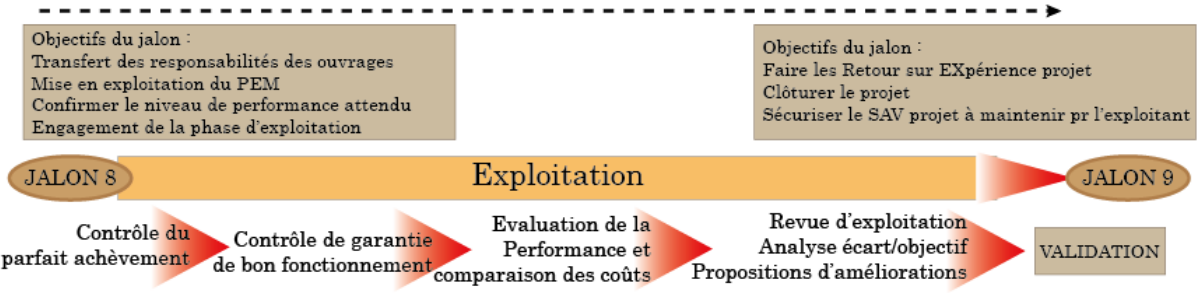 Objectifs du jalon :
Transfert des responsabilités des ouvrages
Mise en exploitation du PEM
Confirmer le niveau de performance attendu
Engagement de la phase d'exploitation
Objectifs du jalon :
Faire les Retour sur EXpérience projet
Clôturer le projet
Sécuriser le SAV projet à maintenir pr l'exploitant
JALON 8
Exploitation
JALON 9
Contrôle du
parfait achèvement
Contrôle de garantie
de bon fonctionnement
Evaluation de la
Performance et
comparaison des coûts
Revue d'exploitation
Analyse écart/objectif
Propositions d'améliorations
VALIDATION